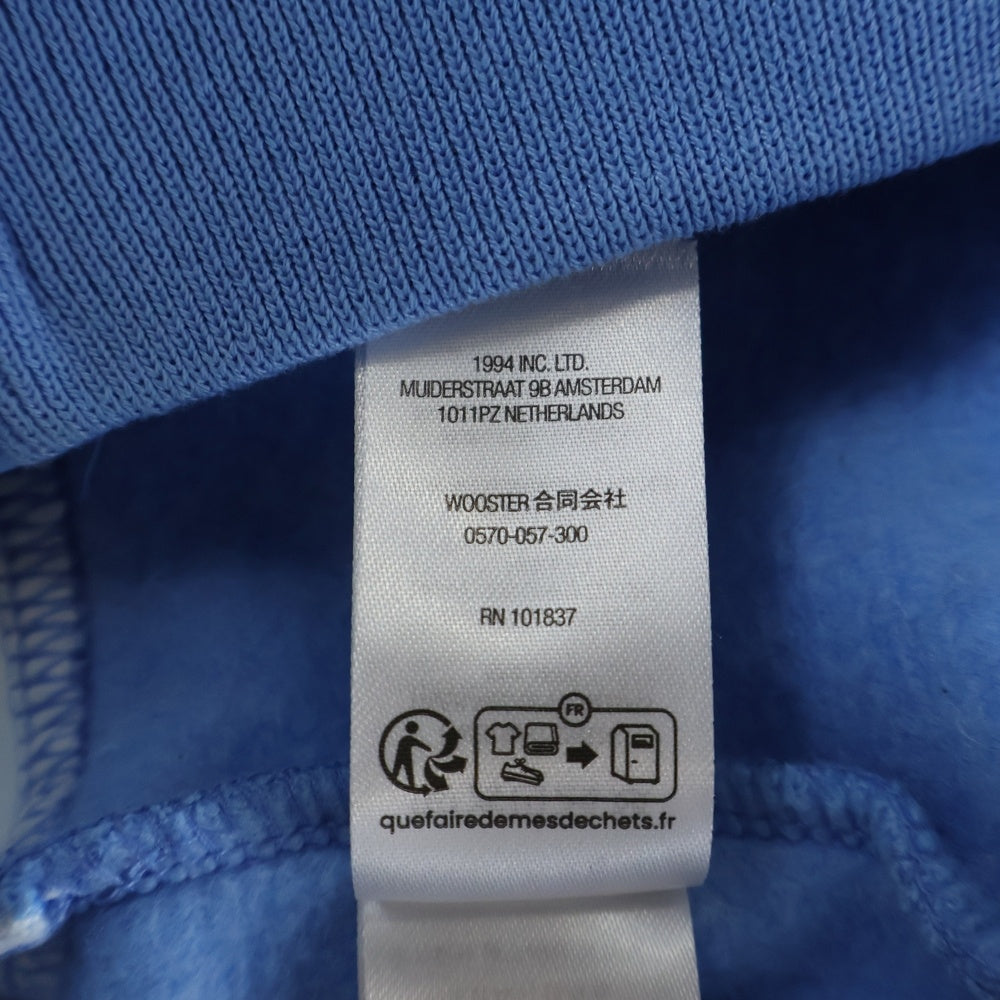 1994 INC. LTD.
MUIDERSTRAAT 9B AMSTERDAM
1011PZ NETHERLANDS
WOOSTER 合同会社
0570-057-300
RN 101837
FR
quefairedemesdechets.fr